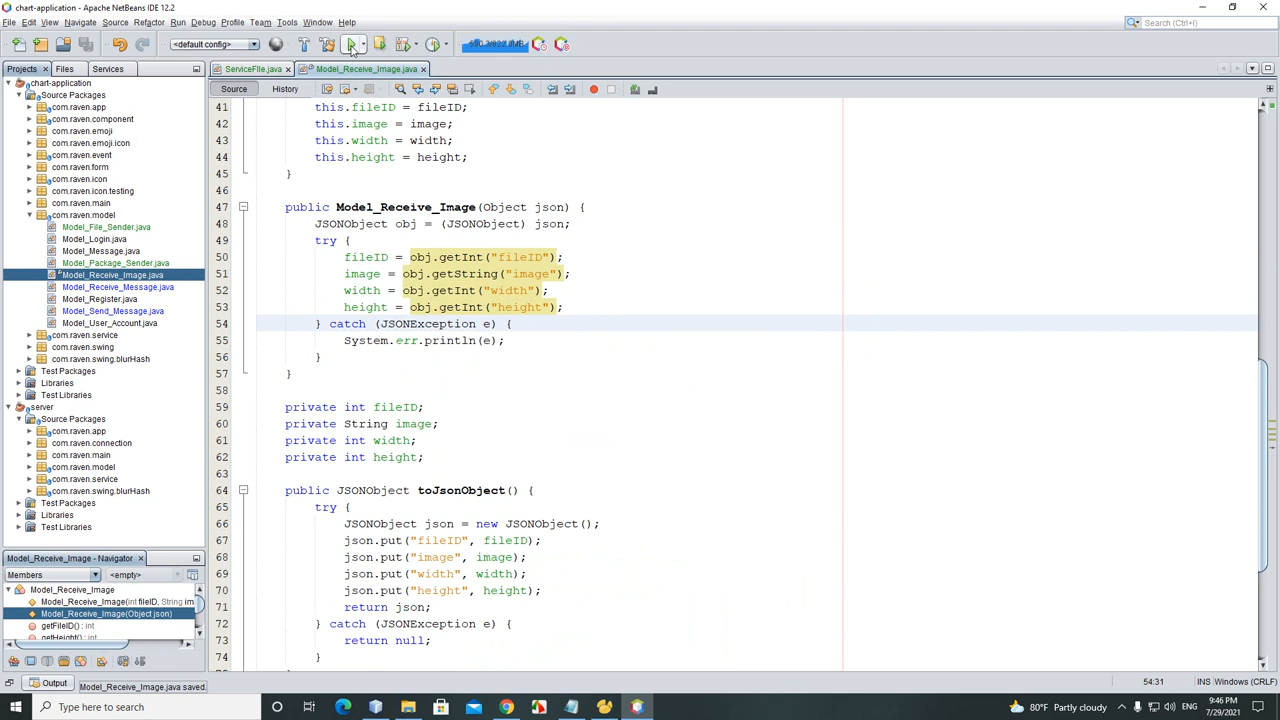 chart-application - Apache NetBeans IDE 12.2
File Edit View Navigate Source Refactor Run Debug Profile Team Tools Window Help
Search (Ctrl+I)
<default config>
Projects Files Services
ServiceFIle.java Model_Receive_Image.java
Source History
chart-application
Source Packages
com.raven.app
com.raven.component
com.raven.emoji
com.raven.emoji.icon
com.raven.event
com.raven.form
com.raven.icon
com.raven.icon.testing
com.raven.main
com.raven.model
Model_File_Sender.java
Model_Login.java
Model_Message.java
Model_Package_Sender.java
Model_Receive_Image.java
Model_Receive_Message.java
Model_Register.java
Model_Send_Message.java
Model_User_Account.java
com.raven.service
com.raven.swing
com.raven.swing.blurHash
Test Packages
Libraries
Test Libraries
server
Source Packages
com.raven.app
com.raven.connection
com.raven.main
com.raven.model
com.raven.service
com.raven.swing.blurHash
Test Packages
Libraries
Test Libraries
41 this.fileID = fileID;
42 this.image = image;
43 this.width = width;
44 this.height = height;
45 }
46
47 public Model_Receive_Image(Object json) {
48 JSONObject obj = (JSONObject) json;
49 try {
50 fileID = obj.getInt("fileID");
51 image = obj.getString("image");
52 width = obj.getInt("width");
53 height = obj.getInt("height");
54 } catch (JSONException e) {
55 System.err.println(e);
56 }
57 }
58
59 private int fileID;
60 private String image;
61 private int width;
62 private int height;
63
64 public JSONObject toJsonObject() {
65 try {
66 JSONObject json = new JSONObject();
67 json.put("fileID", fileID);
68 json.put("image", image);
69 json.put("width", width);
70 json.put("height", height);
71 return json;
72 } catch (JSONException e) {
73 return null;
74 }
Model_Receive_Image - Navigator
Members <empty>
Model_Receive_Image
Model_Receive_Image(int fileID, String im
Model_Receive_Image(Object json)
getFileID() : int
getHeight() : int
Output Model_Receive_Image.java saved.
54:31 INS Windows (CRLF)
Type here to search
80°F Partly cloudy
9:46 PM
7/29/2021